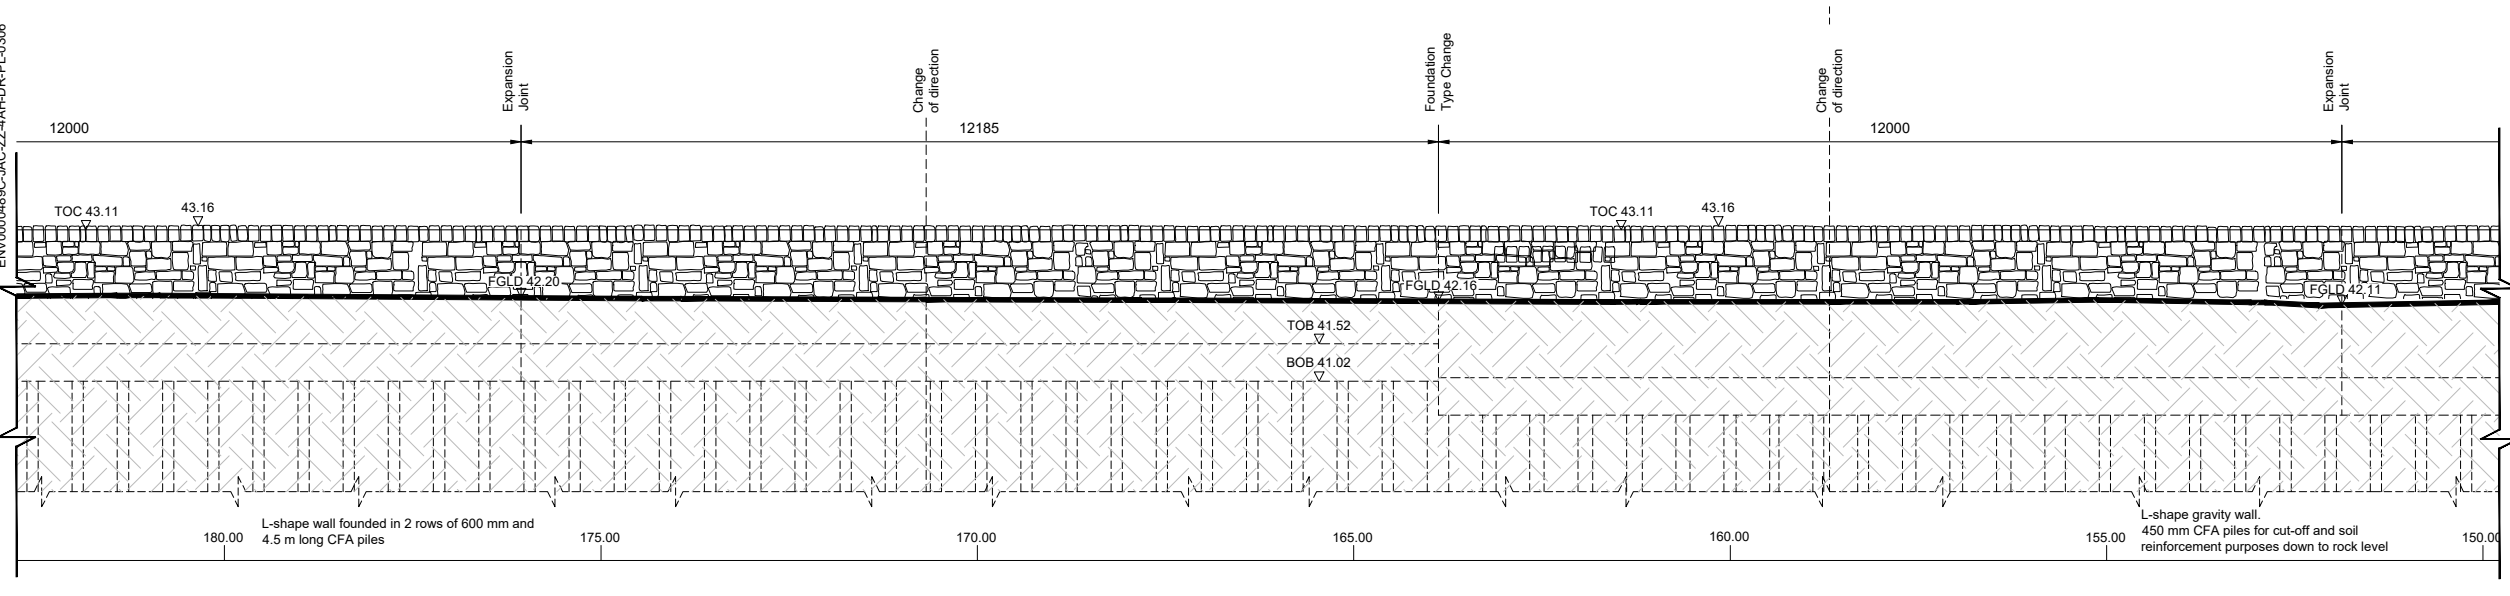 Expansion
Joint
Change
of direction
Foundation
Type Change
Change
of direction
Expansion
Joint
12000
12185
12000
TOC 43.11
43.16
TOC 43.11
43.16
FGLD 42.20
FGLD 42.16
FGLD 42.11
TOB 41.52
BOB 41.02
L-shape wall founded in 2 rows of 600 mm and
4.5 m long CFA piles
L-shape gravity wall.
450 mm CFA piles for cut-off and soil
reinforcement purposes down to rock level
180.00
175.00
170.00
165.00
160.00
155.00
150.00